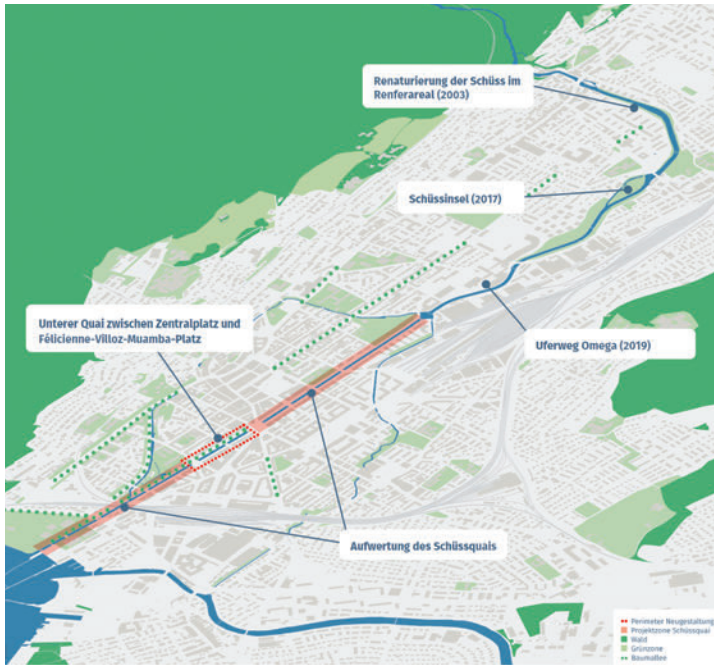 Renaturierung der Schüss im
Renferareal (2003)
Schüssinsel (2017)
Unterer Quai zwischen Zentralplatz und
Félicienne-Villoz-Muamba-Platz
Uferweg Omega (2019)
Aufwertung des Schüssquais
Perimeter Neugestaltung
Projektzone Schüssquai
Wald
Grünzone
Baumallee